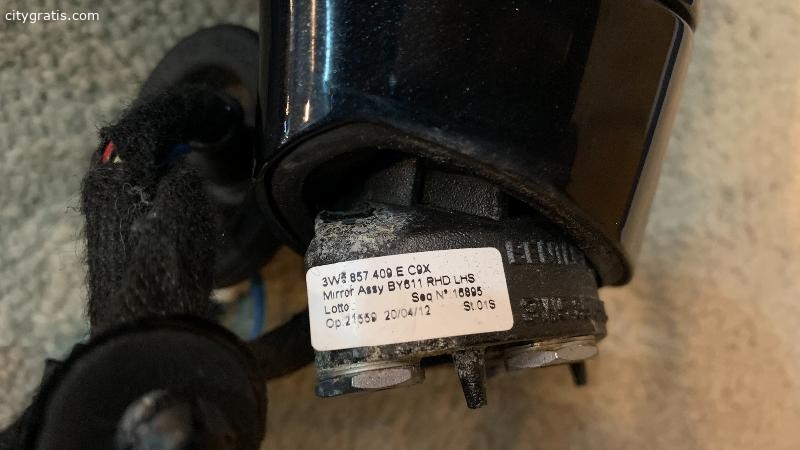 citygratis.com
3W8.857 409 E C9X
Mirror Assy BY611 RHD LHS
Lotto: Seq N° 16895
Op:21559 20/04/12 St.01S